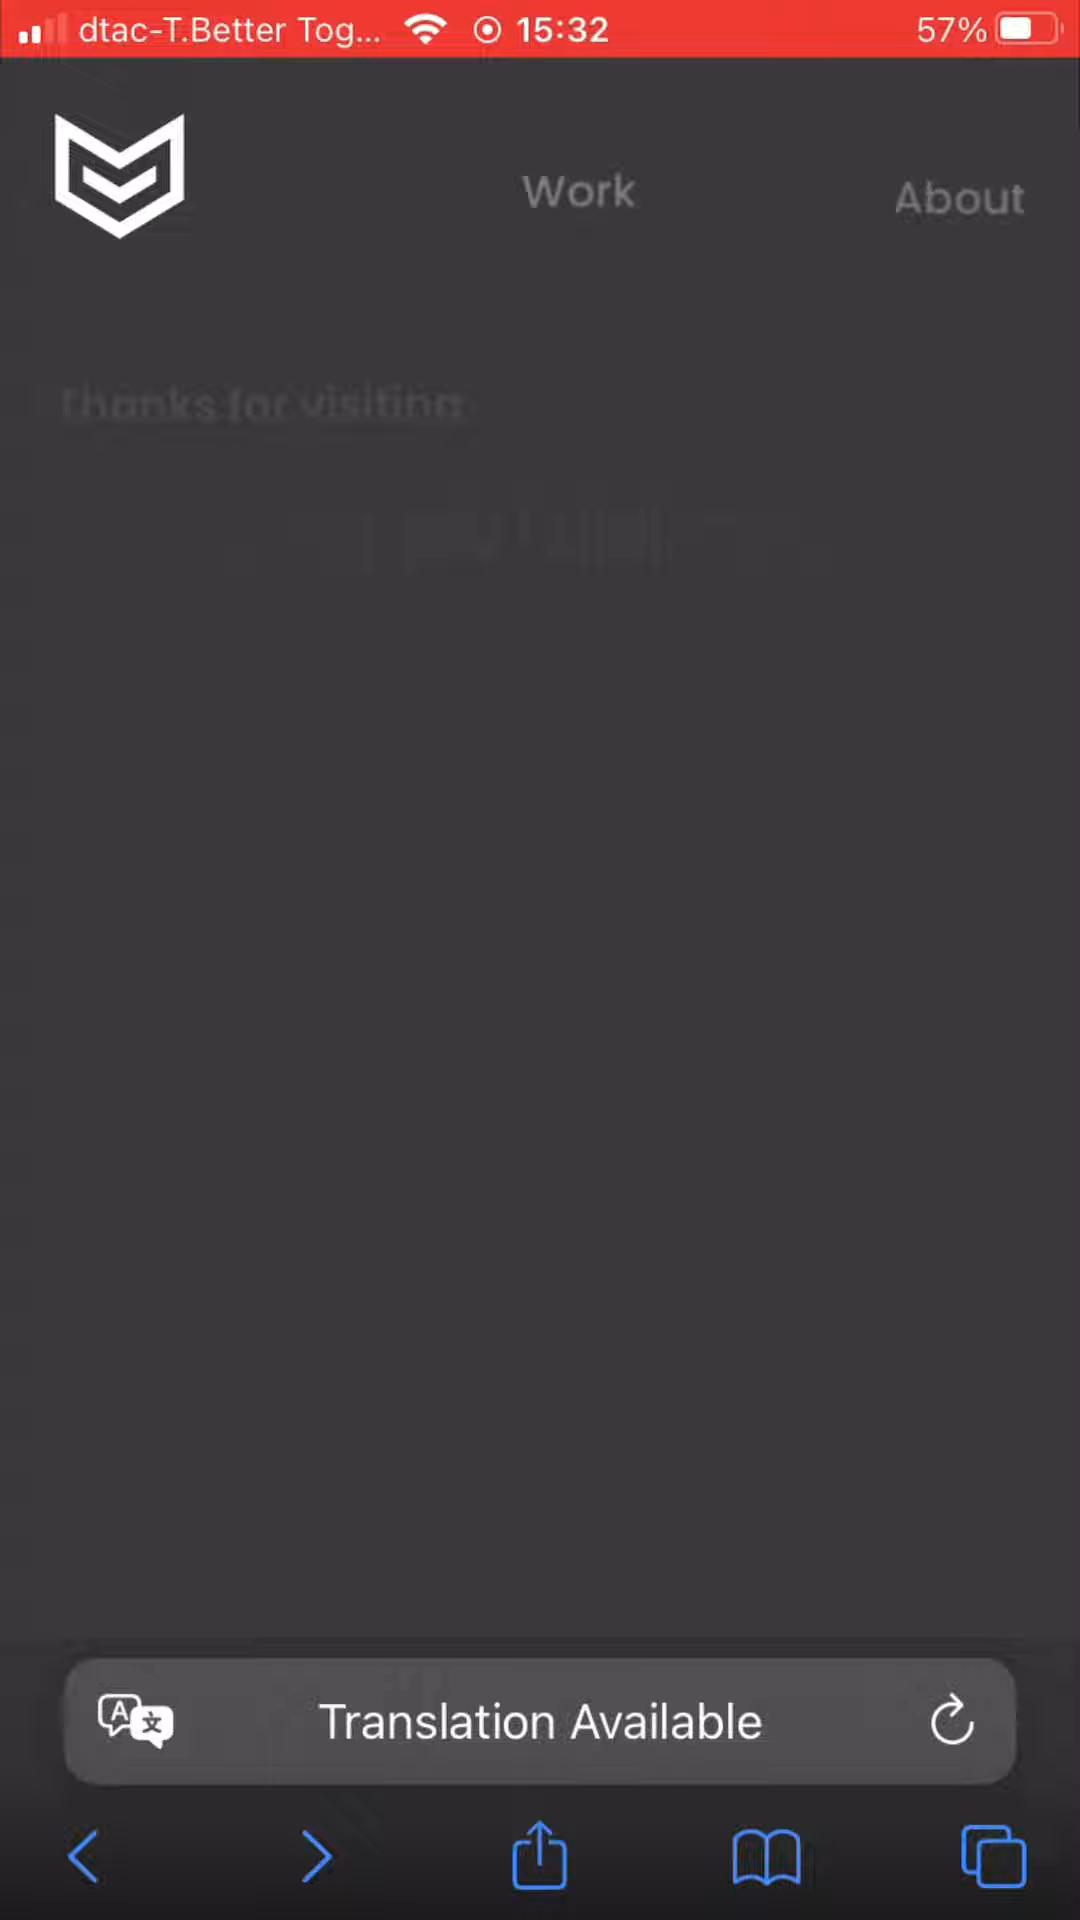 dtac-T.Better Tog... 15:32 57%
Work About
Thanks for visiting
Translation Available